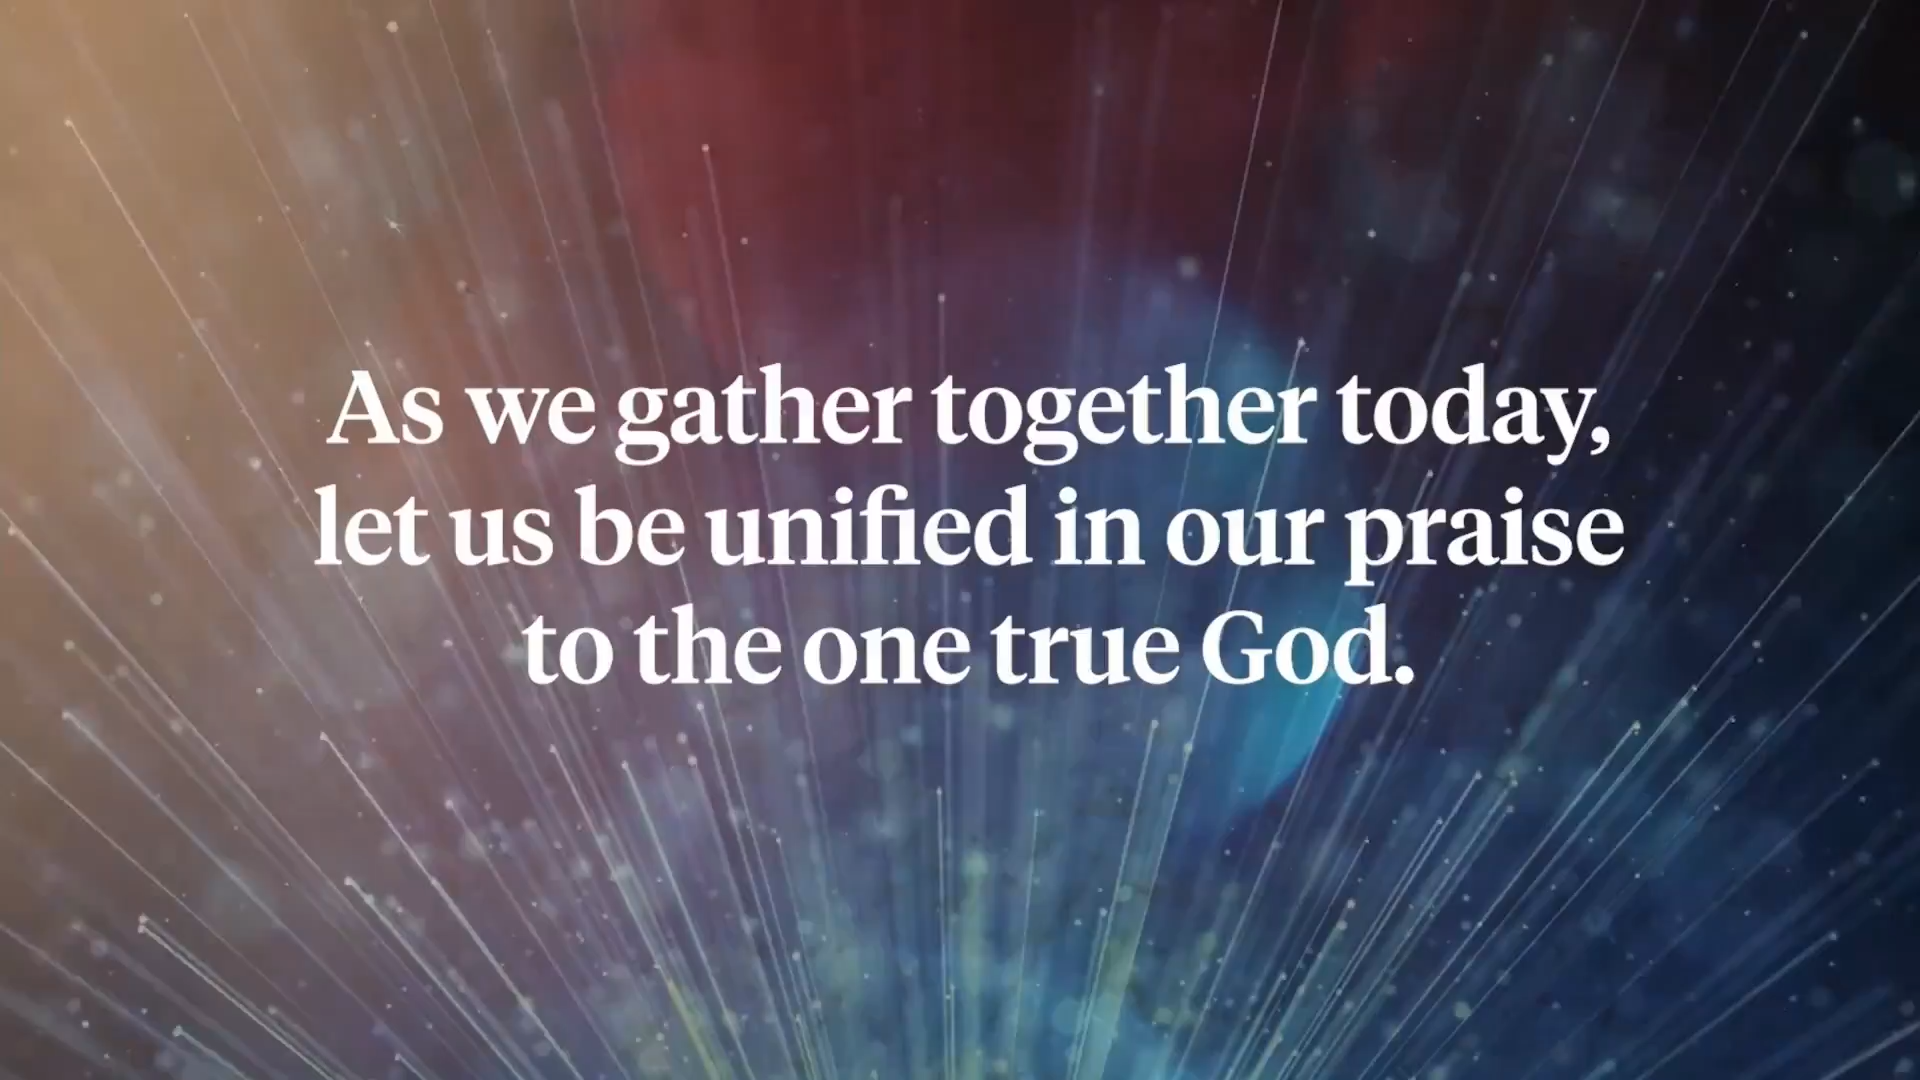 As we gather together today,
let us be unified in our praise
to the one true God.